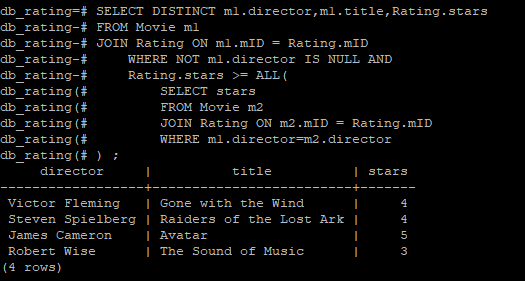 db_rating=# SELECT DISTINCT m1.director,m1.title,Rating.stars
db_rating-# FROM Movie m1
db_rating-# JOIN Rating ON m1.mID = Rating.mID
db_rating-#     WHERE NOT m1.director IS NULL AND
db_rating-#     Rating.stars >= ALL(
db_rating(#         SELECT stars
db_rating(#         FROM Movie m2
db_rating(#         JOIN Rating ON m2.mID = Rating.mID
db_rating(#         WHERE m1.director=m2.director
db_rating(# ) ;
     director     |          title          | stars
------------------+-------------------------+-------
 Victor Fleming   | Gone with the Wind      |     4
 Steven Spielberg | Raiders of the Lost Ark |     4
 James Cameron    | Avatar                  |     5
 Robert Wise      | The Sound of Music      |     3
(4 rows)